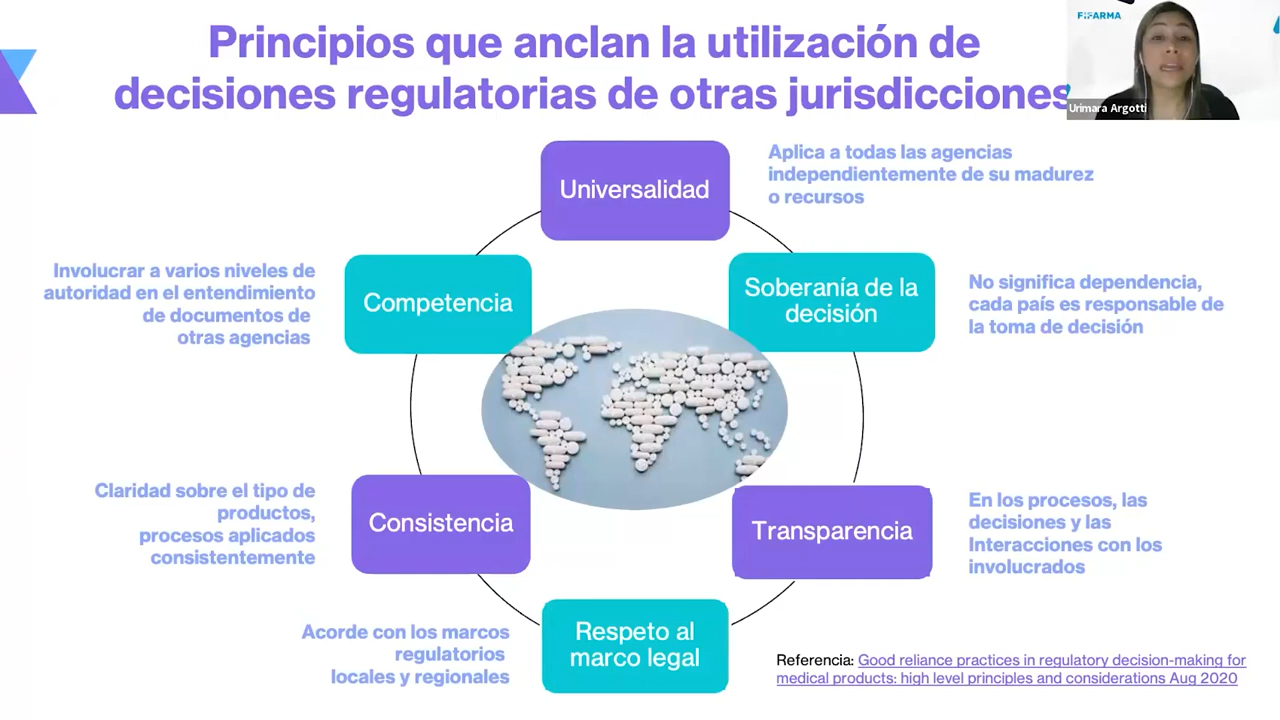 Principios que anclan la utilización de
decisiones regulatorias de otras jurisdicciones
FIFARMA
Urimara Argotti
Universalidad
Aplica a todas las agencias
independientemente de su madurez
o recursos
Soberanía de la
decisión
No significa dependencia,
cada país es responsable de
la toma de decisión
Transparencia
En los procesos, las
decisiones y las
Interacciones con los
involucrados
Respeto al
marco legal
Acorde con los marcos
regulatorios
locales y regionales
Consistencia
Claridad sobre el tipo de
productos,
procesos aplicados
consistentemente
Competencia
Involucrar a varios niveles de
autoridad en el entendimiento
de documentos de
otras agencias
Referencia: Good reliance practices in regulatory decision-making for
medical products: high level principles and considerations Aug 2020